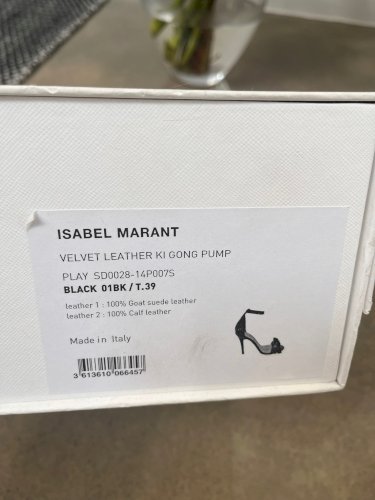 ISABEL MARANT
VELVET LEATHER KI GONG PUMP
PLAY SD0028-14P007S
BLACK 01BK / T.39
leather 1 : 100% Goat suede leather
leather 2 : 100% Calf leather
Made in Italy
3 613610 066457